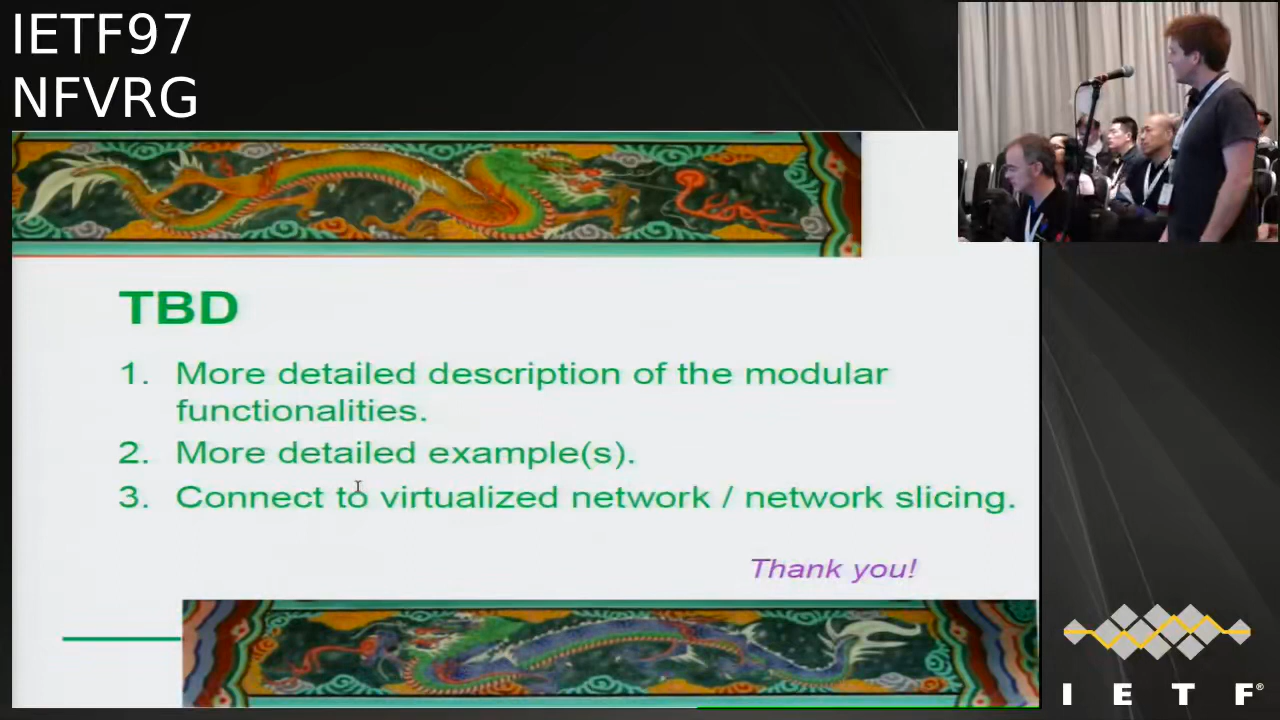 IETF97
NFVRG
TBD
1. More detailed description of the modular
functionalities.
2. More detailed example(s).
3. Connect to virtualized network / network slicing.
Thank you!
I E T F®